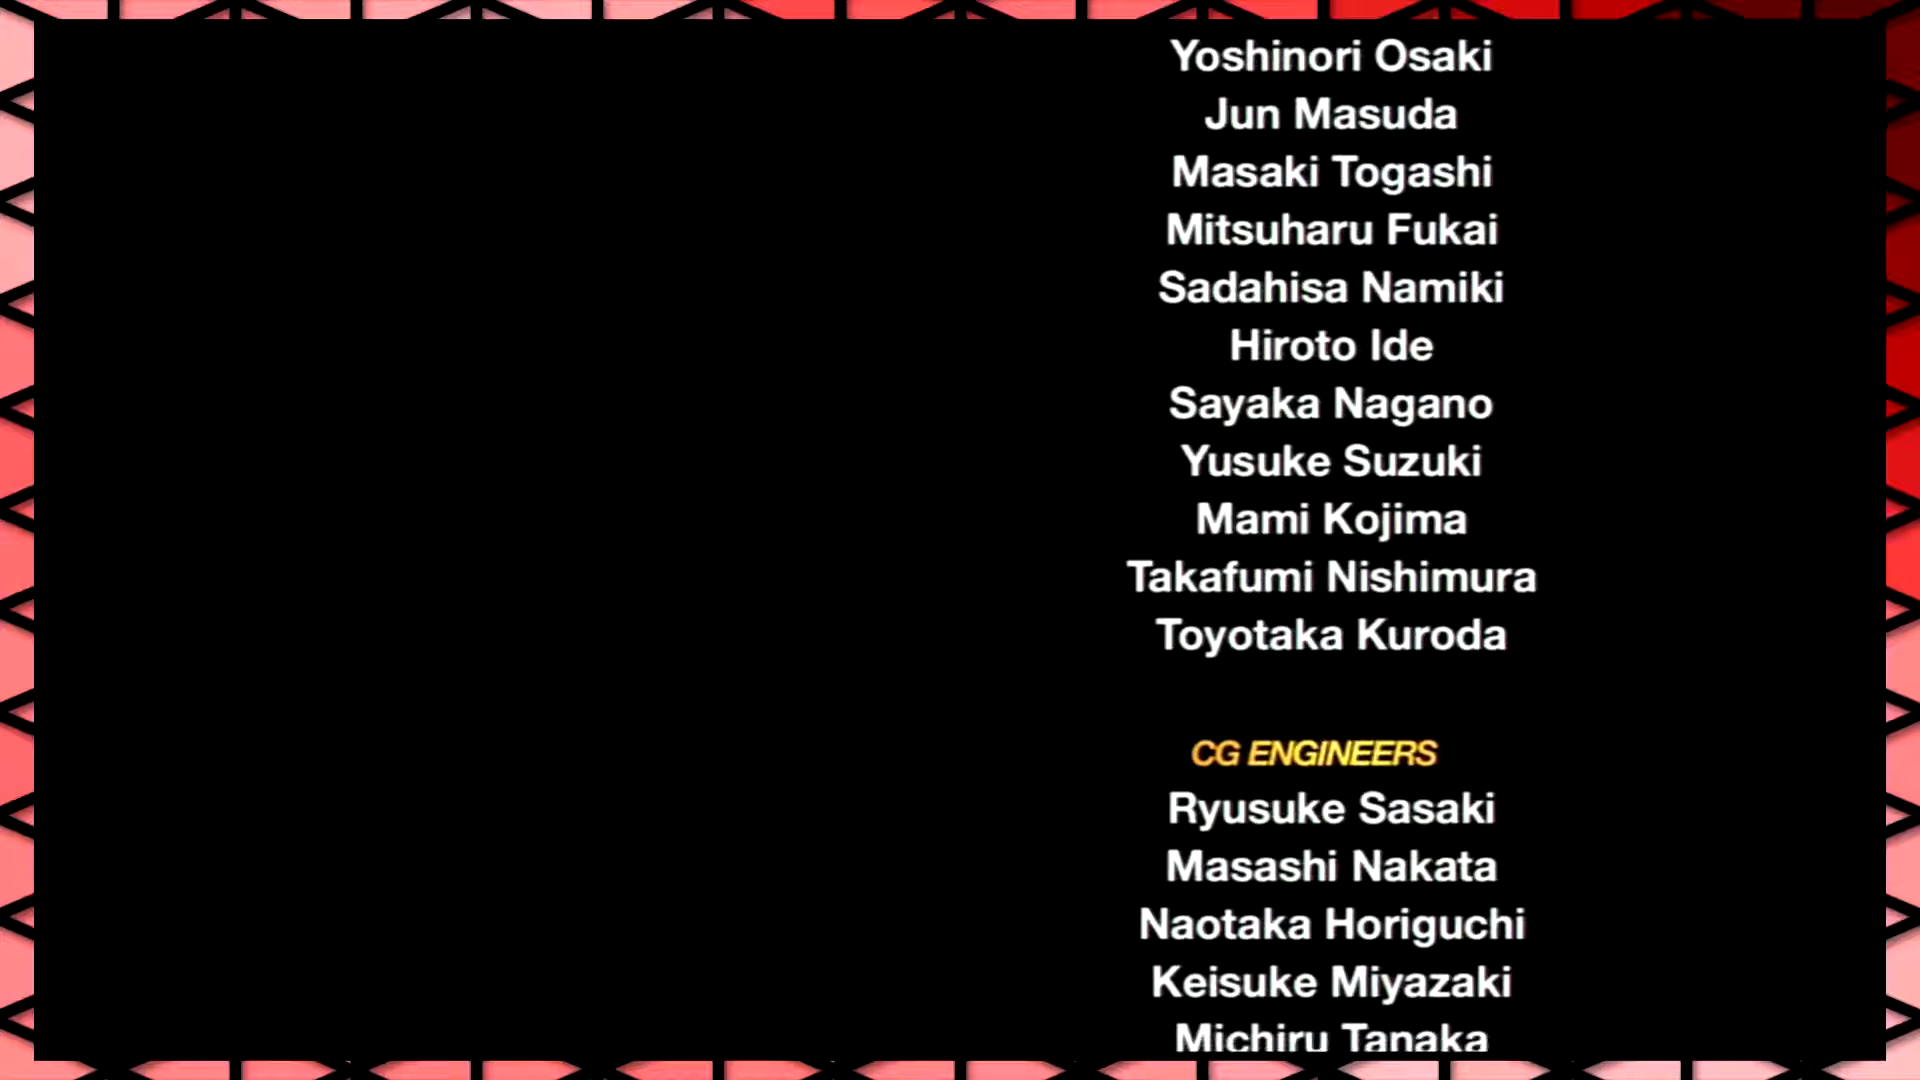 Yoshinori Osaki
Jun Masuda
Masaki Togashi
Mitsuharu Fukai
Sadahisa Namiki
Hiroto Ide
Sayaka Nagano
Yusuke Suzuki
Mami Kojima
Takafumi Nishimura
Toyotaka Kuroda
CG ENGINEERS
Ryusuke Sasaki
Masashi Nakata
Naotaka Horiguchi
Keisuke Miyazaki
Michiru Tanaka